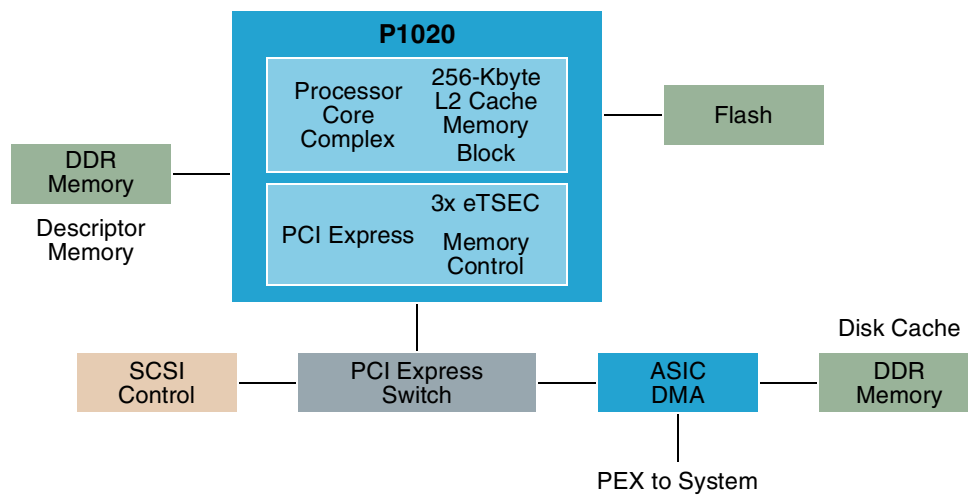 P1020
Processor
Core
Complex
256-Kbyte
L2 Cache
Memory
Block
PCI Express
3x eTSEC
Memory
Control
Flash
DDR
Memory
Descriptor
Memory
SCSI
Control
PCI Express
Switch
ASIC
DMA
Disk Cache
DDR
Memory
PEX to System